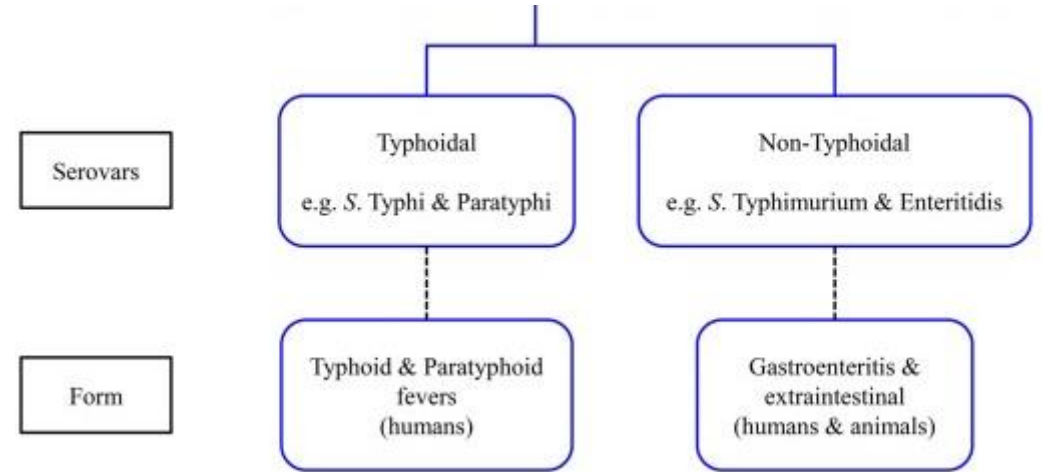 Serovars
Typhoidal
e.g. S. Typhi & Paratyphi
Non-Typhoidal
e.g. S. Typhimurium & Enteritidis
Form
Typhoid & Paratyphoid
fevers
(humans)
Gastroenteritis &
extraintestinal
(humans & animals)